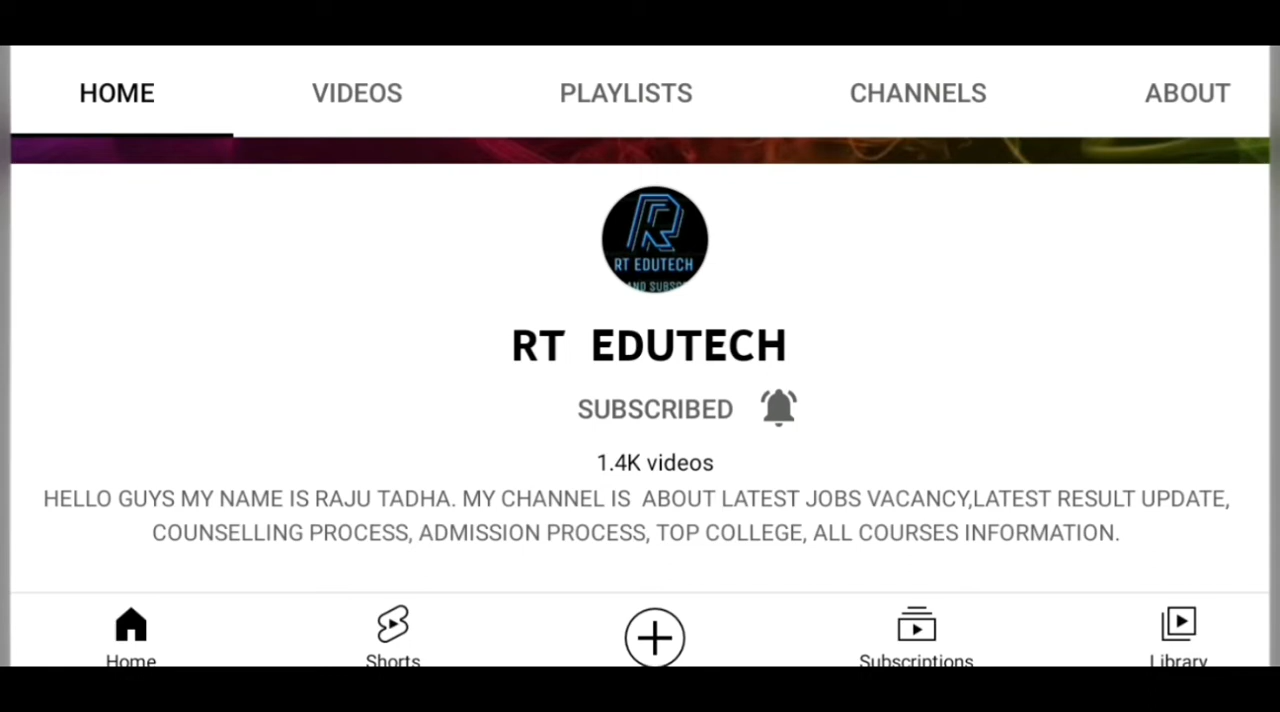 HOME VIDEOS PLAYLISTS CHANNELS ABOUT
RT EDUTECH
AND SUBSC
RT EDUTECH
SUBSCRIBED
1.4K videos
HELLO GUYS MY NAME IS RAJU TADHA. MY CHANNEL IS ABOUT LATEST JOBS VACANCY,LATEST RESULT UPDATE,
COUNSELLING PROCESS, ADMISSION PROCESS, TOP COLLEGE, ALL COURSES INFORMATION.
Home Shorts Subscriptions Library